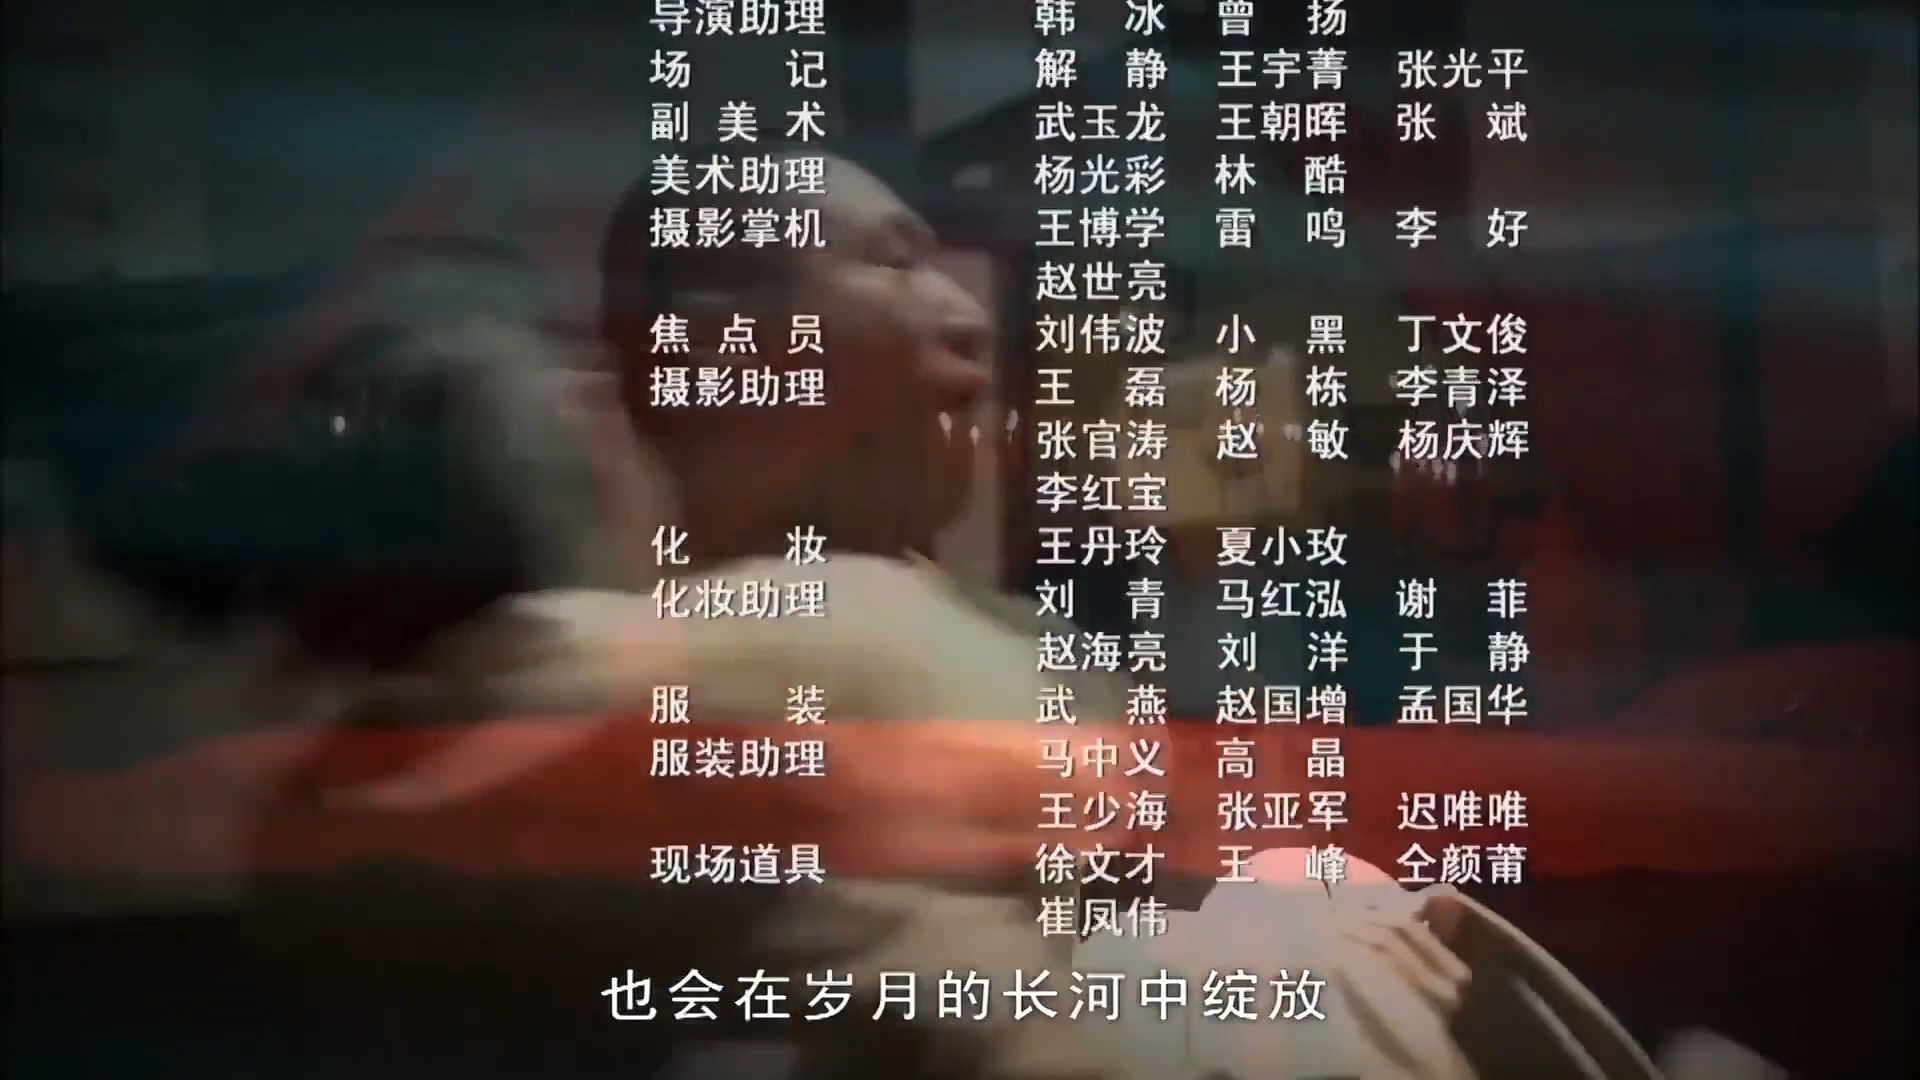 导演助理 韩冰 曾扬
场记 解静 王宇菁 张光平
副美术 武玉龙 王朝晖 张斌
美术助理 杨光彩 林酷
摄影掌机 王博学 雷鸣 李好
赵世亮
焦点员 刘伟波 小黑 丁文俊
摄影助理 王磊 杨栋 李青泽
张官涛 赵敏 杨庆辉
李红宝
化妆 王丹玲 夏小玫
化妆助理 刘青 马红泓 谢菲
赵海亮 刘洋 于静
服装 武燕 赵国增 孟国华
服装助理 马中义 高晶
王少海 张亚军 迟唯唯
现场道具 徐文才 王峰 仝颜莆
崔凤伟
也会在岁月的长河中绽放